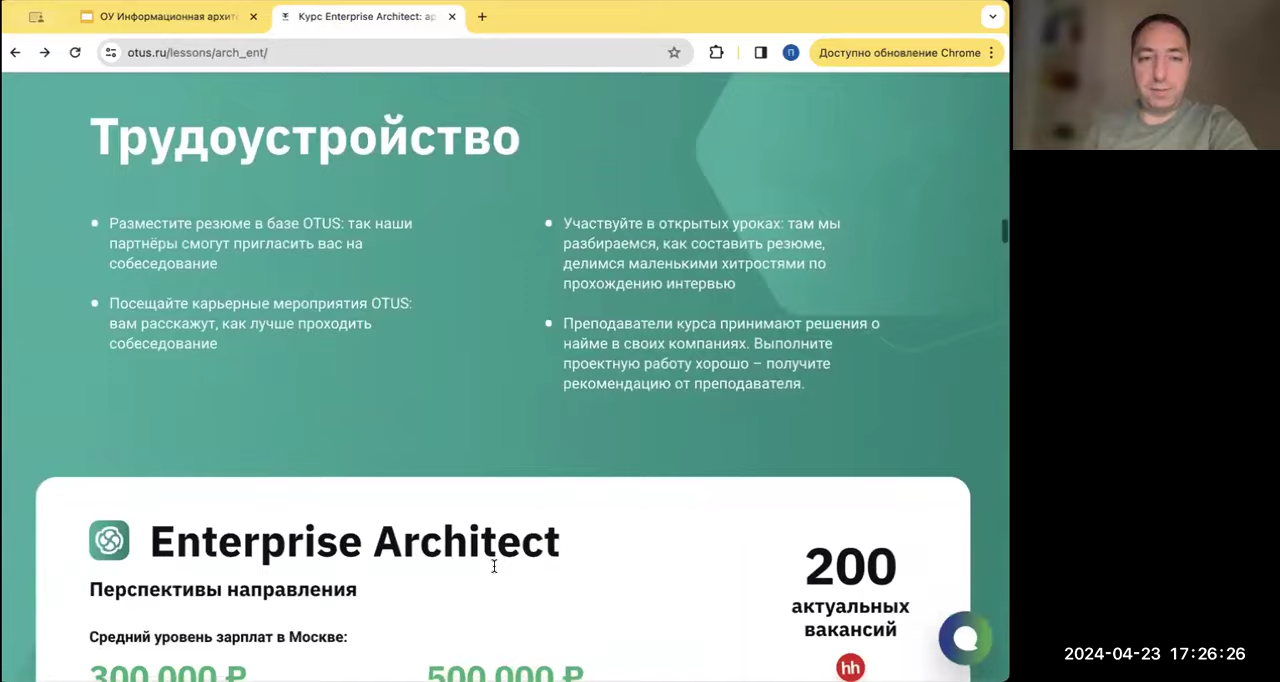 ОУ Информационная архит
Курс Enterprise Architect: ар
otus.ru/lessons/arch_ent/
П
Доступно обновление Chrome
Трудоустройство
Разместите резюме в базе OTUS: так наши
партнёры смогут пригласить вас на
собеседование
Посещайте карьерные мероприятия OTUS:
вам расскажут, как лучше проходить
собеседование
Участвуйте в открытых уроках: там мы
разбираемся, как составить резюме,
делимся маленькими хитростями по
прохождению интервью
Преподаватели курса принимают решения о
найме в своих компаниях. Выполните
проектную работу хорошо – получите
рекомендацию от преподавателя.
Enterprise Architect
Перспективы направления
Средний уровень зарплат в Москве:
300 000 ₽
500 000 ₽
200
актуальных
вакансий
hh
2024-04-23 17:26:26